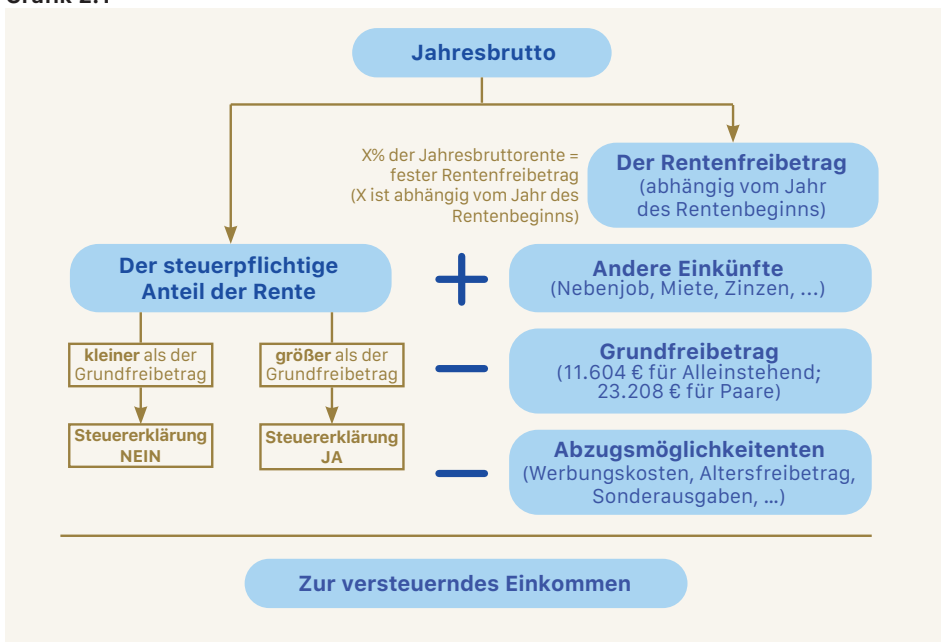 Grafik 2.1
Jahresbrutto
X% der Jahresbruttorente =
fester Rentenfreibetrag
(X ist abhängig vom Jahr des
Rentenbeginns)
Der Rentenfreibetrag
(abhängig vom Jahr
des Rentenbeginns)
Der steuerpflichtige
Anteil der Rente
+
Andere Einkünfte
(Nebenjob, Miete, Zinzen, ...)
kleiner als der
Grundfreibetrag
größer als der
Grundfreibetrag
−
Grundfreibetrag
(11.604 € für Alleinstehend;
23.208 € für Paare)
Steuererklärung
NEIN
Steuererklärung
JA
−
Abzugsmöglichkeitenten
(Werbungskosten, Altersfreibetrag,
Sonderausgaben, ...)
Zur versteuerndes Einkommen